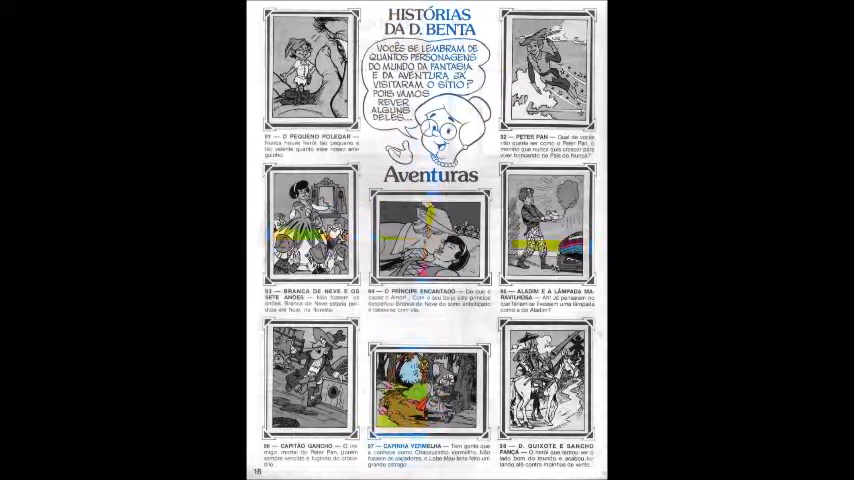 HISTÓRIAS
DA D. BENTA
VOCÊS SE LEMBRAM DE
QUANTOS PERSONAGENS
DO MUNDO DA FANTASIA
E DA AVENTURA JÁ
VISITARAM O SÍTIO?
POIS VAMOS
REVER
ALGUNS
DELES...
Aventuras
91 — O PEQUENO POLEGAR —
Nunca houve herói tão pequeno e
tão valente quanto esse nosso ami-
guinho.
92 — PETER PAN — Qual de vocês
não queria ser como o Peter Pan, o
menino que nunca quis crescer para
viver brincando no País do Nunca?
93 — BRANCA DE NEVE E OS
SETE ANÕES — Não fossem os
anões, Branca de Neve estaria per-
dida até hoje, na floresta.
94 — O PRÍNCIPE ENCANTADO — Do que é
capaz o Amor! Com o seu beijo este príncipe
despertou Branca de Neve do sono enfeitiçado
e casou-se com ela.
95 — ALADIM E A LÂMPADA MA-
RAVILHOSA — Ah! Já pensaram no
que fariam se tivessem uma lâmpada
como a do Aladim?
96 — CAPITÃO GANCHO — O ini-
migo mortal de Peter Pan, porém
sempre vencido e fugindo do croco-
dilo.
97 — CAPINHA VERMELHA — Tem gente que
a conhece como Chapeuzinho Vermelho. Não
fossem os caçadores, o Lobo Mau teria feito um
grande estrago.
98 — D. QUIXOTE E SANCHO
PANÇA — O herói que tentou ver o
lado bom do mundo e acabou lu-
tando até contra moinhos de vento.
16